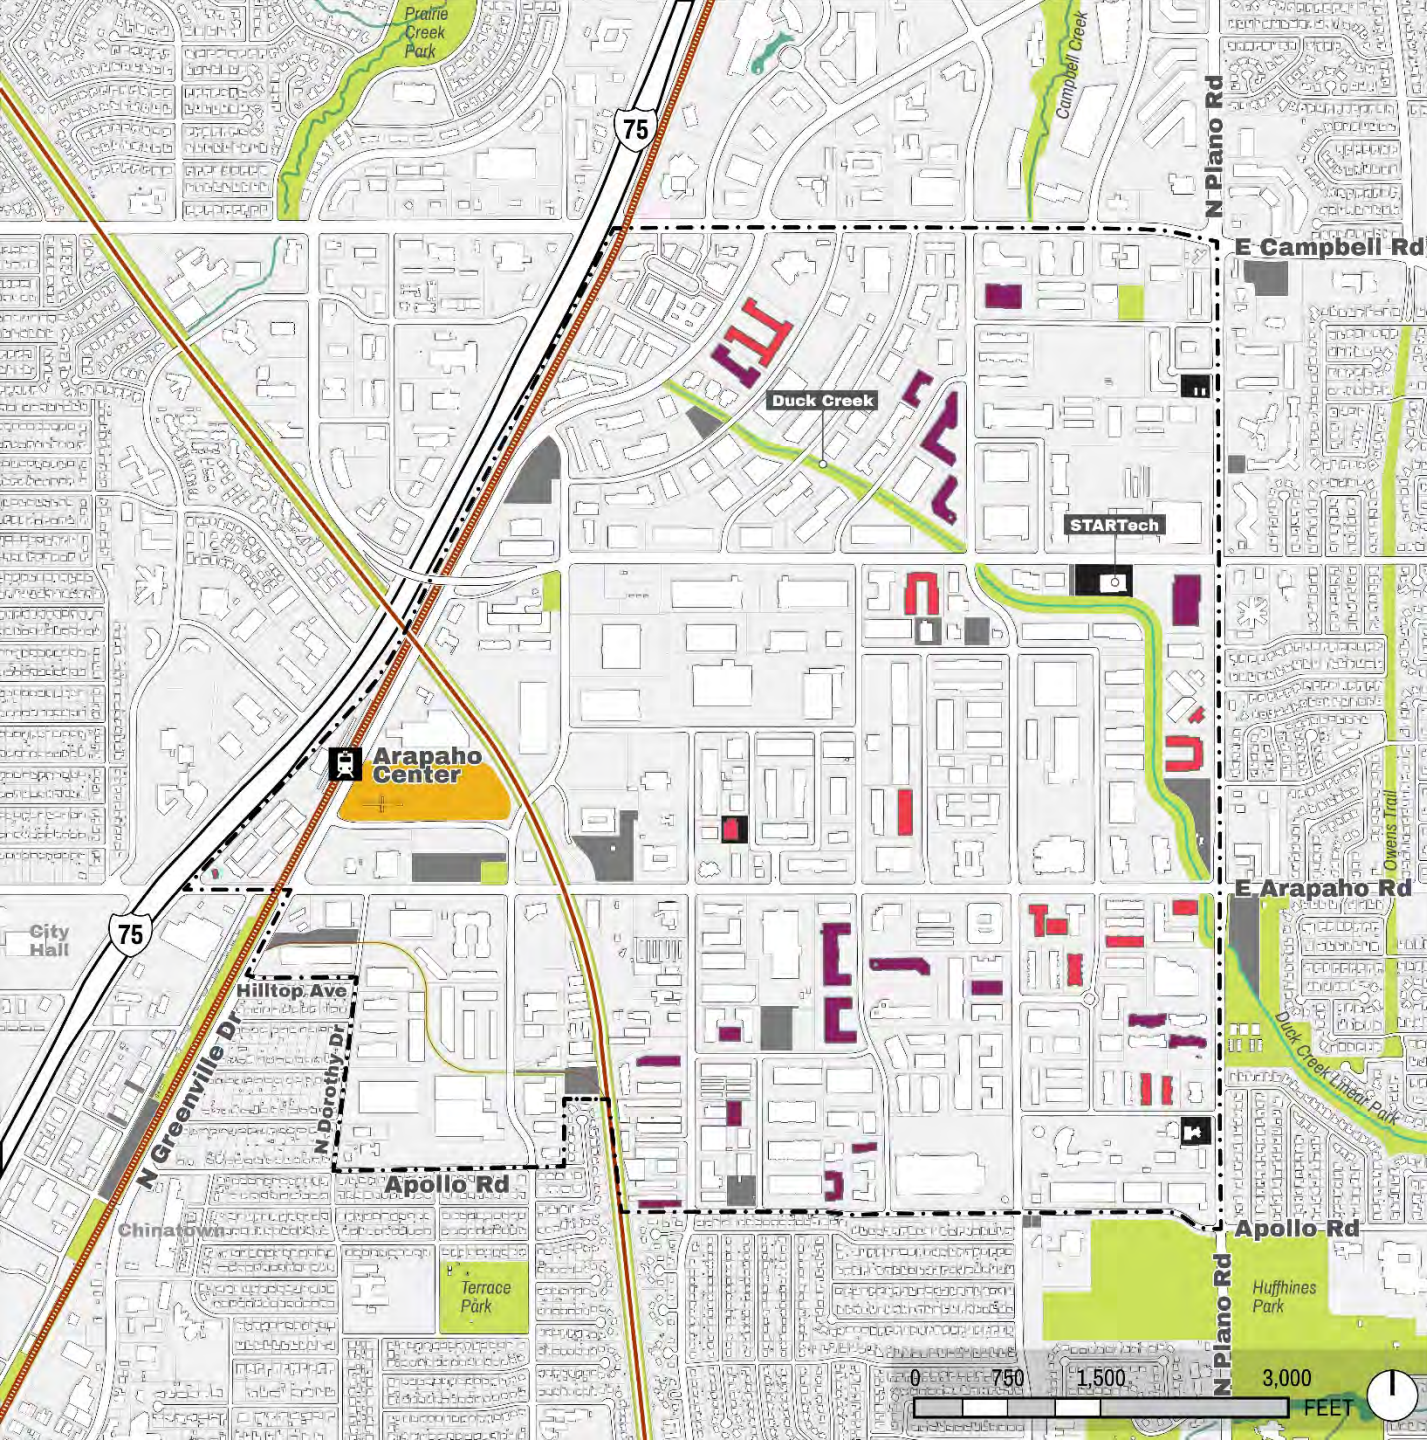 Prairie
Creek
Park
Campbell Creek
75
N Plano Rd
E Campbell Rd
Duck Creek
STARTech
Arapaho
Center
Owens Trail
E Arapaho Rd
City
Hall
75
Hilltop Ave
N Greenville Dr
N Dorothy Dr
Duck Creek Linear Park
Apollo Rd
Chinatown
Apollo Rd
Terrace
Park
Huffhines
Park
N Plano Rd
0 750 1,500 3,000
FEET